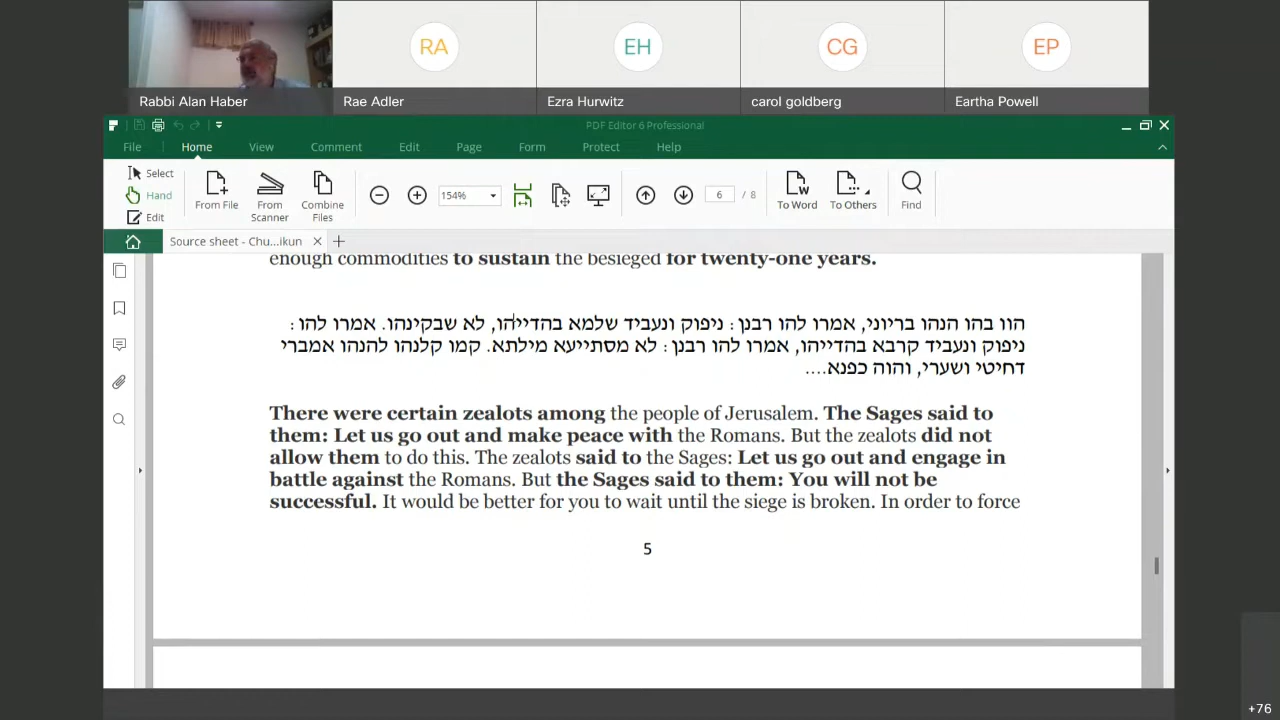 RA
EH
CG
EP
Rabbi Alan Haber
Rae Adler
Ezra Hurwitz
carol goldberg
Eartha Powell
PDF Editor 6 Professional
File Home View Comment Edit Page Form Protect Help
Select
Hand
Edit
From File
From Scanner
Combine Files
154%
6 / 8
To Word
To Others
Find
Source sheet - Chu...ikun
enough commodities to sustain the besieged for twenty-one years.
הוו בהו הנהו בריוני, אמרו להו רבנן: ניפוק ונעביד שלמא בהדייהו, לא שבקינהו. אמרו להו:
ניפוק ונעביד קרבא בהדייהו, אמרו להו רבנן: לא מסתייעא מילתא. קמו קלנהו להנהו אמברי
דחיטי ושערי, והוה כפנא....
There were certain zealots among the people of Jerusalem. The Sages said to
them: Let us go out and make peace with the Romans. But the zealots did not
allow them to do this. The zealots said to the Sages: Let us go out and engage in
battle against the Romans. But the Sages said to them: You will not be
successful. It would be better for you to wait until the siege is broken. In order to force
5
+76